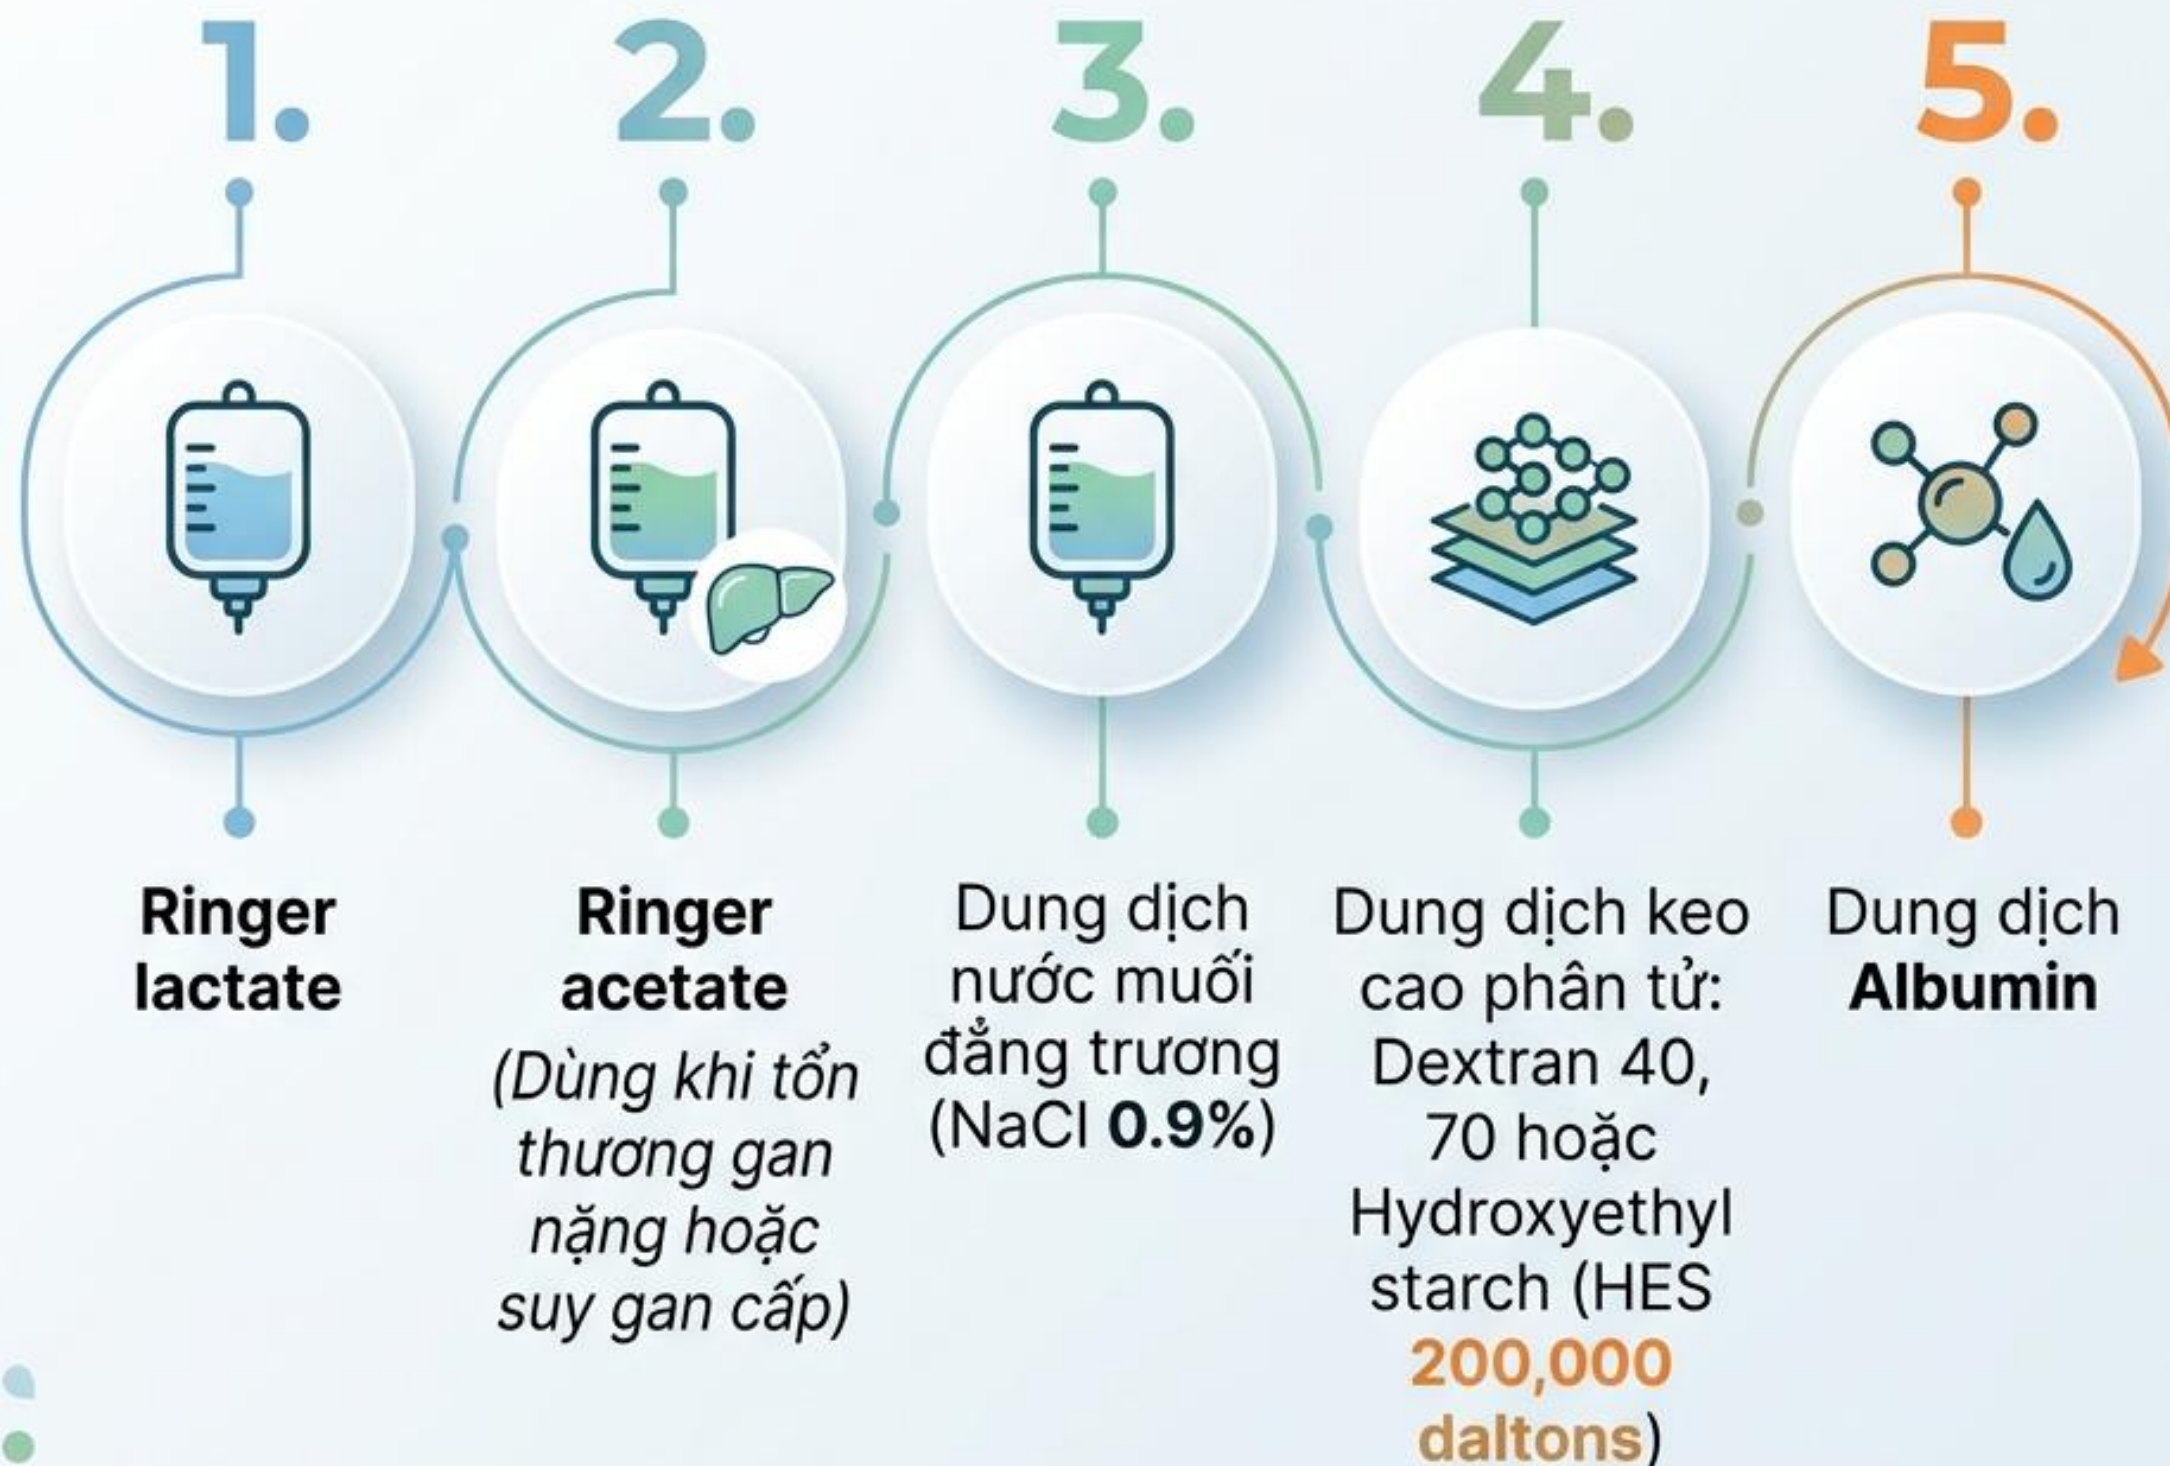 1.
2.
3.
4.
5.
Ringer
lactate
Ringer
acetate
(Dùng khi tổn
thương gan
nặng hoặc
suy gan cấp)
Dung dịch
nước muối
đẳng trương
(NaCl 0.9%)
Dung dịch keo
cao phân tử:
Dextran 40,
70 hoặc
Hydroxyethyl
starch (HES
200,000
daltons)
Dung dịch
Albumin